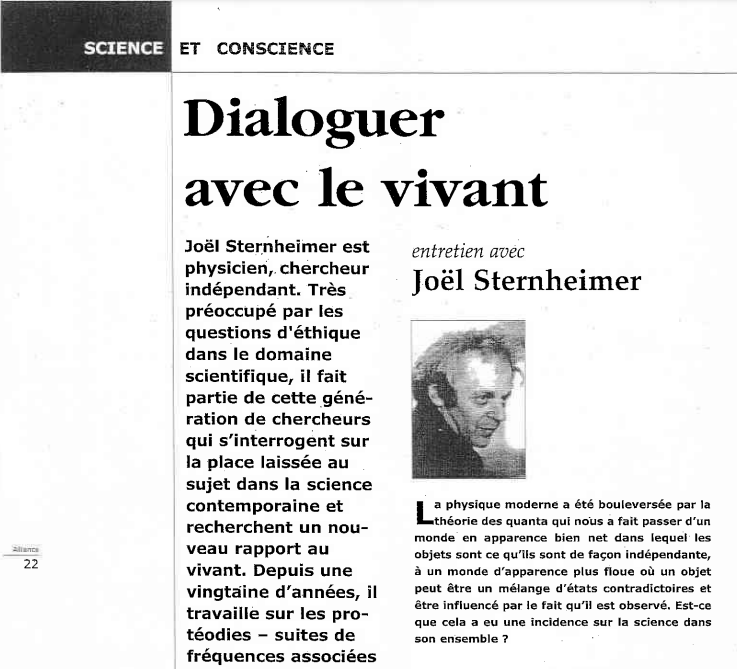 SCIENCE ET CONSCIENCE
Dialoguer
avec le vivant
Joël Sternheimer est
physicien, chercheur
indépendant. Très
préoccupé par les
questions d'éthique
dans le domaine
scientifique, il fait
partie de cette géné-
ration de chercheurs
qui s'interrogent sur
la place laissée au
sujet dans la science
contemporaine et
recherchent un nou-
veau rapport au
vivant. Depuis une
vingtaine d'années, il
travaille sur les pro-
téodies – suites de
fréquences associées
entretien avec
Joël Sternheimer
La physique moderne a été bouleversée par la
théorie des quanta qui nous a fait passer d'un
monde en apparence bien net dans lequel les
objets sont ce qu'ils sont de façon indépendante,
à un monde d'apparence plus floue où un objet
peut être un mélange d'états contradictoires et
être influencé par le fait qu'il est observé. Est-ce
que cela a eu une incidence sur la science dans
son ensemble ?
Alliance
22